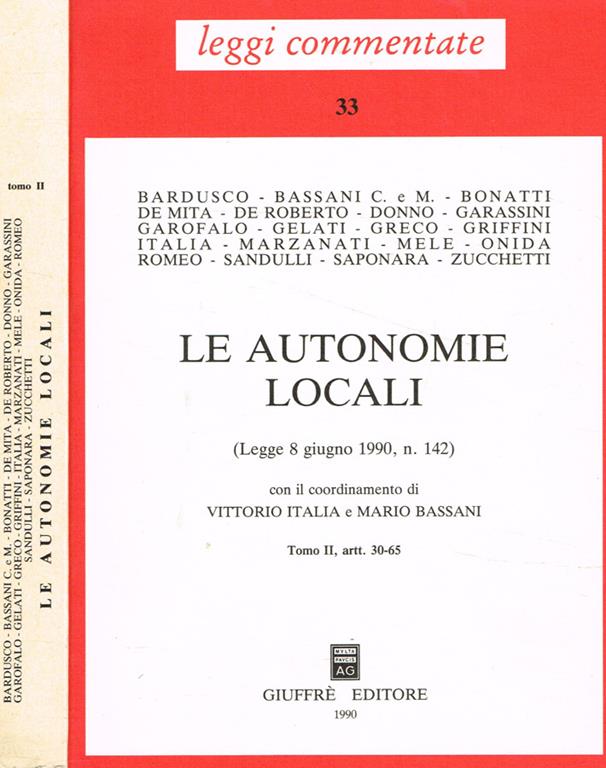 leggi commentate
33
BARDUSCO - BASSANI C. e M. - BONATTI
DE MITA - DE ROBERTO - DONNO - GARASSINI
GAROFALO - GELATI - GRECO - GRIFFINI
ITALIA - MARZANATI - MELE - ONIDA
ROMEO - SANDULLI - SAPONARA - ZUCCHETTI
LE AUTONOMIE
LOCALI
(Legge 8 giugno 1990, n. 142)
con il coordinamento di
VITTORIO ITALIA e MARIO BASSANI
Tomo II, artt. 30-65
MVLTA
PAVCIS
AG
GIUFFRÈ EDITORE
1990
tomo II
BARDUSCO - BASSANI C. e M. - BONATTI - DE MITA - DE ROBERTO - DONNO - GARASSINI
GAROFALO - GELATI - GRECO - GRIFFINI - ITALIA - MARZANATI - MELE - ONIDA - ROMEO
SANDULLI - SAPONARA - ZUCCHETTI
LE AUTONOMIE LOCALI